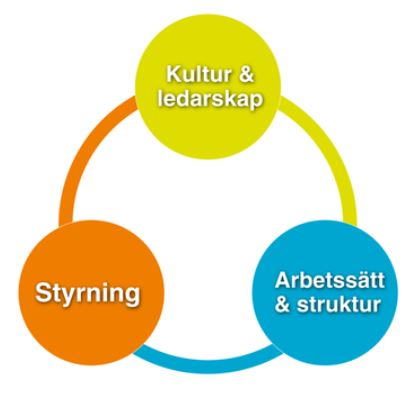 Kultur &
ledarskap
Styrning
Arbetssätt
& struktur